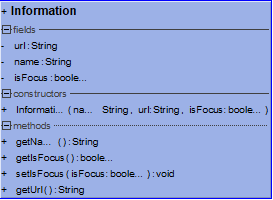 + Information
fields
- url : String
- name : String
- isFocus : boole...
constructors
+ Informati... ( na... String, url: String, isFocus: boole... )
methods
+ getNa... ( ) : String
+ getIsFocus ( ) : boole...
+ setIsFocus ( isFocus: boole... ) : void
+ getUrl ( ) : String